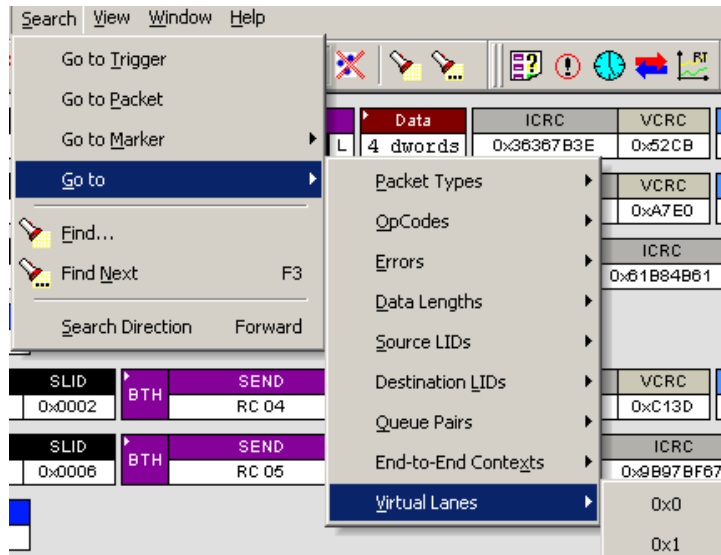 Search View Window Help
Go to Trigger
Go to Packet
Go to Marker
Go to
Find...
Find Next F3
Search Direction Forward
RT
Data ICRC VCRC
L 4 dwords 0x36367B3E 0x52CB
VCRC
0xA7E0
ICRC
0x61B84B61
Packet Types
OpCodes
Errors
Data Lengths
Source LIDs
Destination LIDs
Queue Pairs
End-to-End Contexts
Virtual Lanes
0x0
0x1
SLID BTH SEND VCRC
0x0002 RC 04 0xC13D
SLID BTH SEND ICRC
0x0006 RC 05 0x9B97BF67